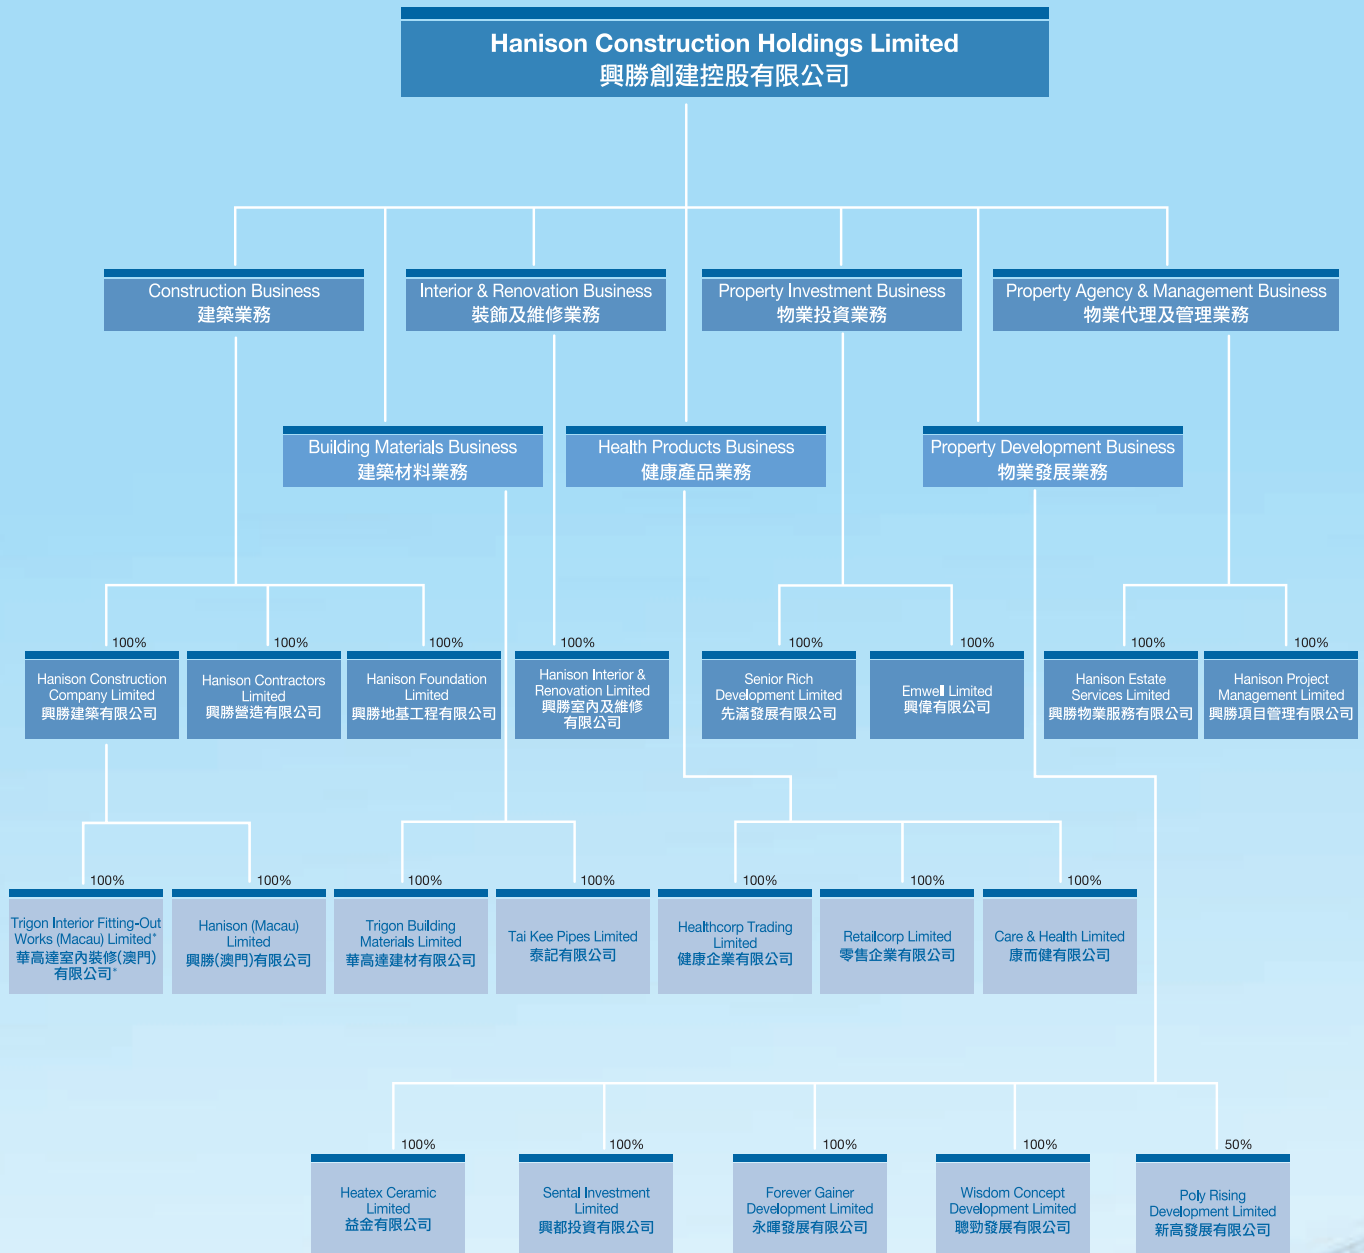 Hanison Construction Holdings Limited
興勝創建控股有限公司
Construction Business
建築業務
Interior & Renovation Business
裝飾及維修業務
Property Investment Business
物業投資業務
Property Agency & Management Business
物業代理及管理業務
Building Materials Business
建築材料業務
Health Products Business
健康產品業務
Property Development Business
物業發展業務
100%
Hanison Construction
Company Limited
興勝建築有限公司
100%
Hanison Contractors
Limited
興勝營造有限公司
100%
Hanison Foundation
Limited
興勝地基工程有限公司
100%
Hanison Interior &
Renovation Limited
興勝室內及維修
有限公司
100%
Senior Rich
Development Limited
先滿發展有限公司
100%
Emwell Limited
興偉有限公司
100%
Hanison Estate
Services Limited
興勝物業服務有限公司
100%
Hanison Project
Management Limited
興勝項目管理有限公司
100%
Trigon Interior Fitting-Out
Works (Macau) Limited*
華高達室內裝修(澳門)
有限公司*
100%
Hanison (Macau)
Limited
興勝(澳門)有限公司
100%
Trigon Building
Materials Limited
華高達建材有限公司
100%
Tai Kee Pipes Limited
泰記有限公司
100%
Healthcorp Trading
Limited
健康企業有限公司
100%
Retailcorp Limited
零售企業有限公司
100%
Care & Health Limited
康而健有限公司
100%
Heatex Ceramic
Limited
益金有限公司
100%
Sental Investment
Limited
興都投資有限公司
100%
Forever Gainer
Development Limited
永暉發展有限公司
100%
Wisdom Concept
Development Limited
聰勁發展有限公司
50%
Poly Rising
Development Limited
新高發展有限公司